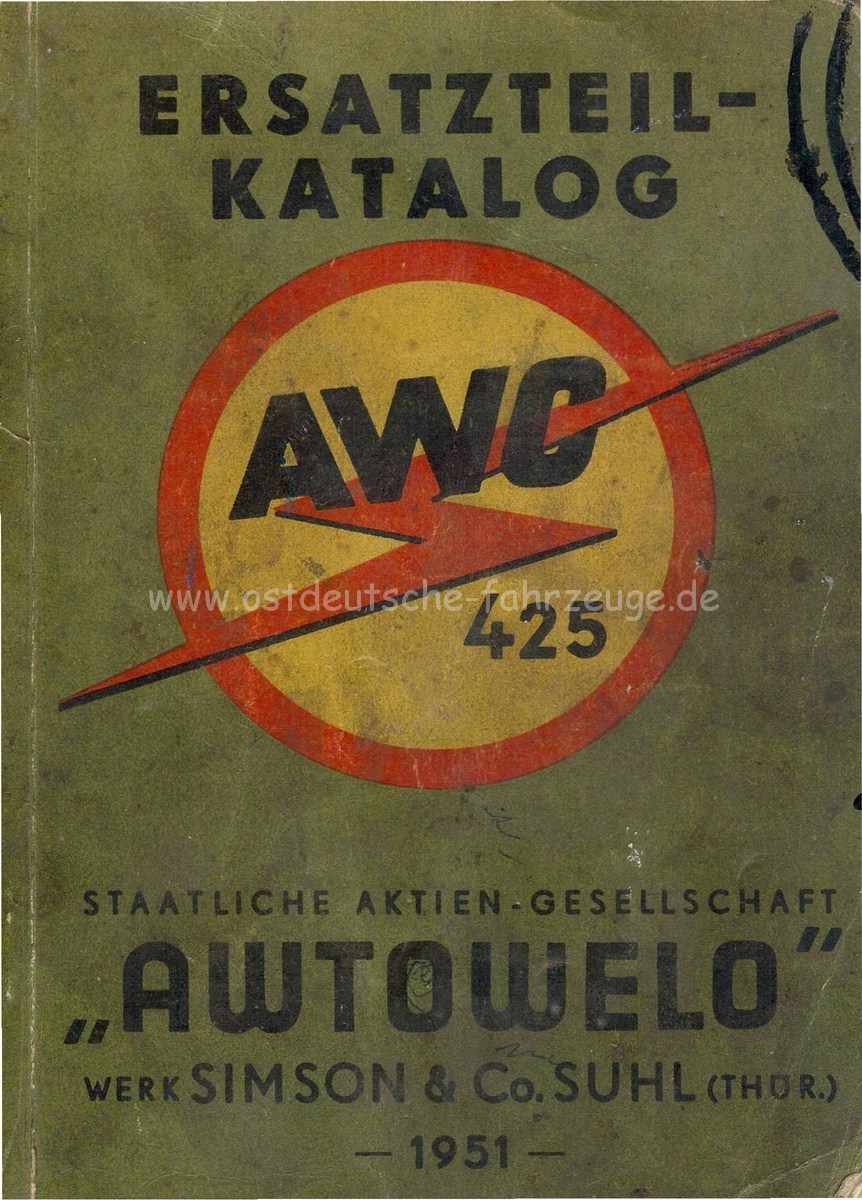 ERSATZTEIL-
KATALOG
AWO
425
www.ostdeutsche-fahrzeuge.de
STAATLICHE AKTIEN-GESELLSCHAFT
„AWTOWELO”
WERK SIMSON & Co. SUHL (THÜR.)
— 1951 —